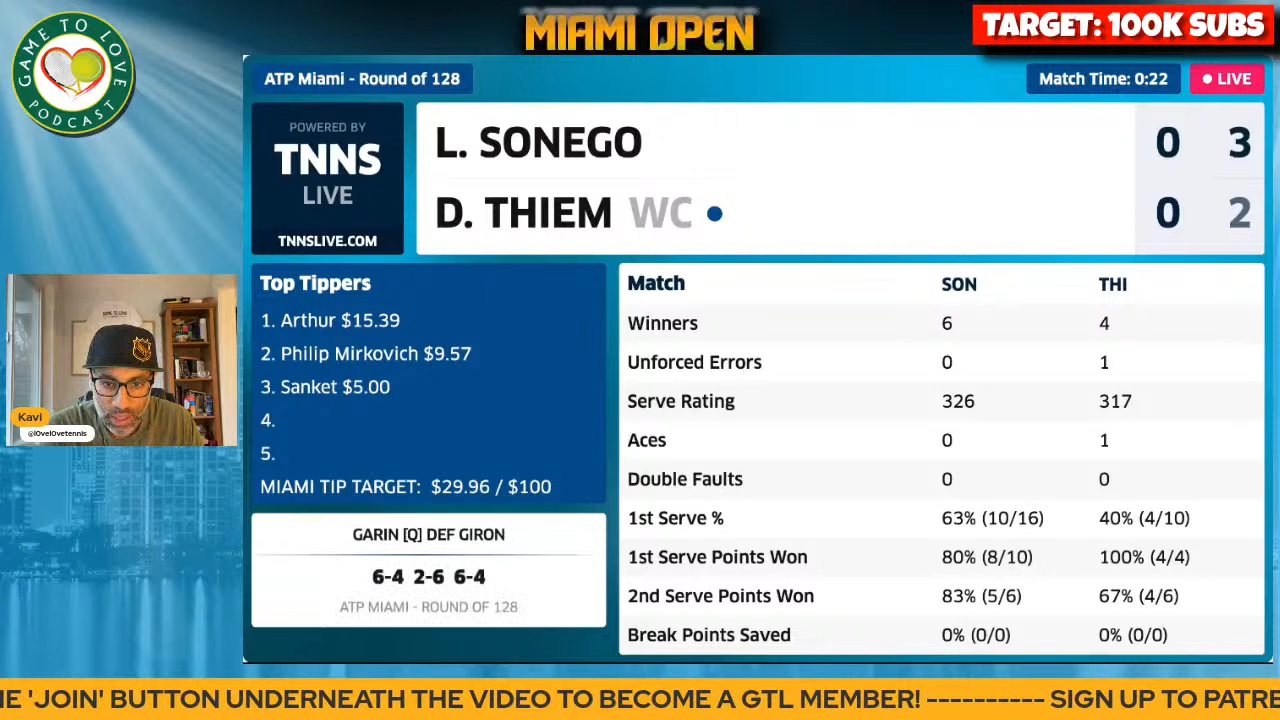 GAME TO LOVE
PODCAST
MIAMI OPEN
TARGET: 100K SUBS
ATP Miami - Round of 128
Match Time: 0:22
LIVE
POWERED BY
TNNS
LIVE
TNNSLIVE.COM
L. SONEGO 0 3
D. THIEM WC 0 2
Top Tippers
1. Arthur $15.39
2. Philip Mirkovich $9.57
3. Sanket $5.00
4.
5.
MIAMI TIP TARGET: $29.96 / $100
GARIN [Q] DEF GIRON
6-4 2-6 6-4
ATP MIAMI - ROUND OF 128
Match SON THI
Winners 6 4
Unforced Errors 0 1
Serve Rating 326 317
Aces 0 1
Double Faults 0 0
1st Serve % 63% (10/16) 40% (4/10)
1st Serve Points Won 80% (8/10) 100% (4/4)
2nd Serve Points Won 83% (5/6) 67% (4/6)
Break Points Saved 0% (0/0) 0% (0/0)
Kavi
@l0vel0vetennis
HE 'JOIN' BUTTON UNDERNEATH THE VIDEO TO BECOME A GTL MEMBER! ---------- SIGN UP TO PATRE